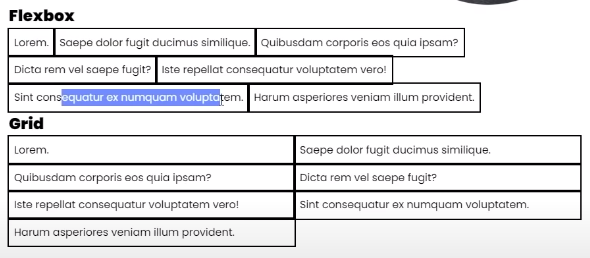 Flexbox
Lorem. Saepe dolor fugit ducimus similique. Quibusdam corporis eos quia ipsam?
Dicta rem vel saepe fugit? Iste repellat consequatur voluptatem vero!
Sint consequatur ex numquam voluptatem. Harum asperiores veniam illum provident.
Grid
Lorem. Saepe dolor fugit ducimus similique.
Quibusdam corporis eos quia ipsam? Dicta rem vel saepe fugit?
Iste repellat consequatur voluptatem vero! Sint consequatur ex numquam voluptatem.
Harum asperiores veniam illum provident.